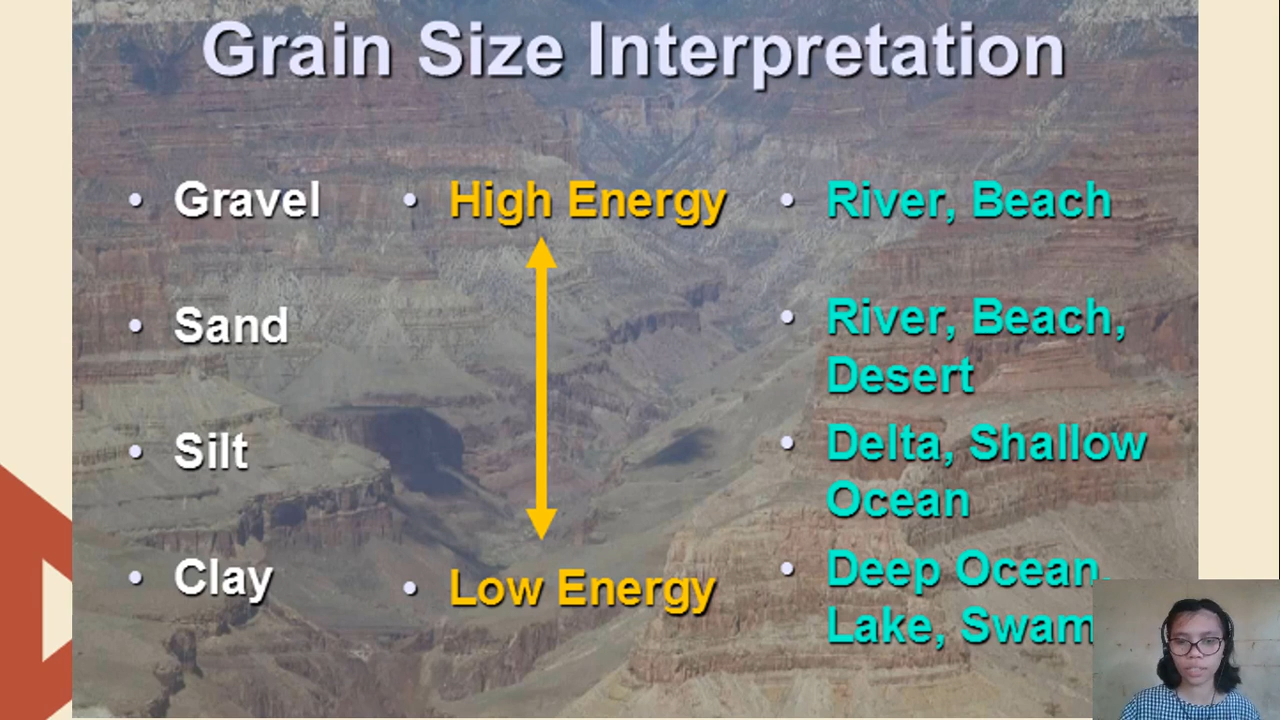 Grain Size Interpretation
• Gravel
• High Energy
• River, Beach
• Sand
• River, Beach,
Desert
• Silt
• Delta, Shallow
Ocean
• Clay
• Low Energy
• Deep Ocean,
Lake,